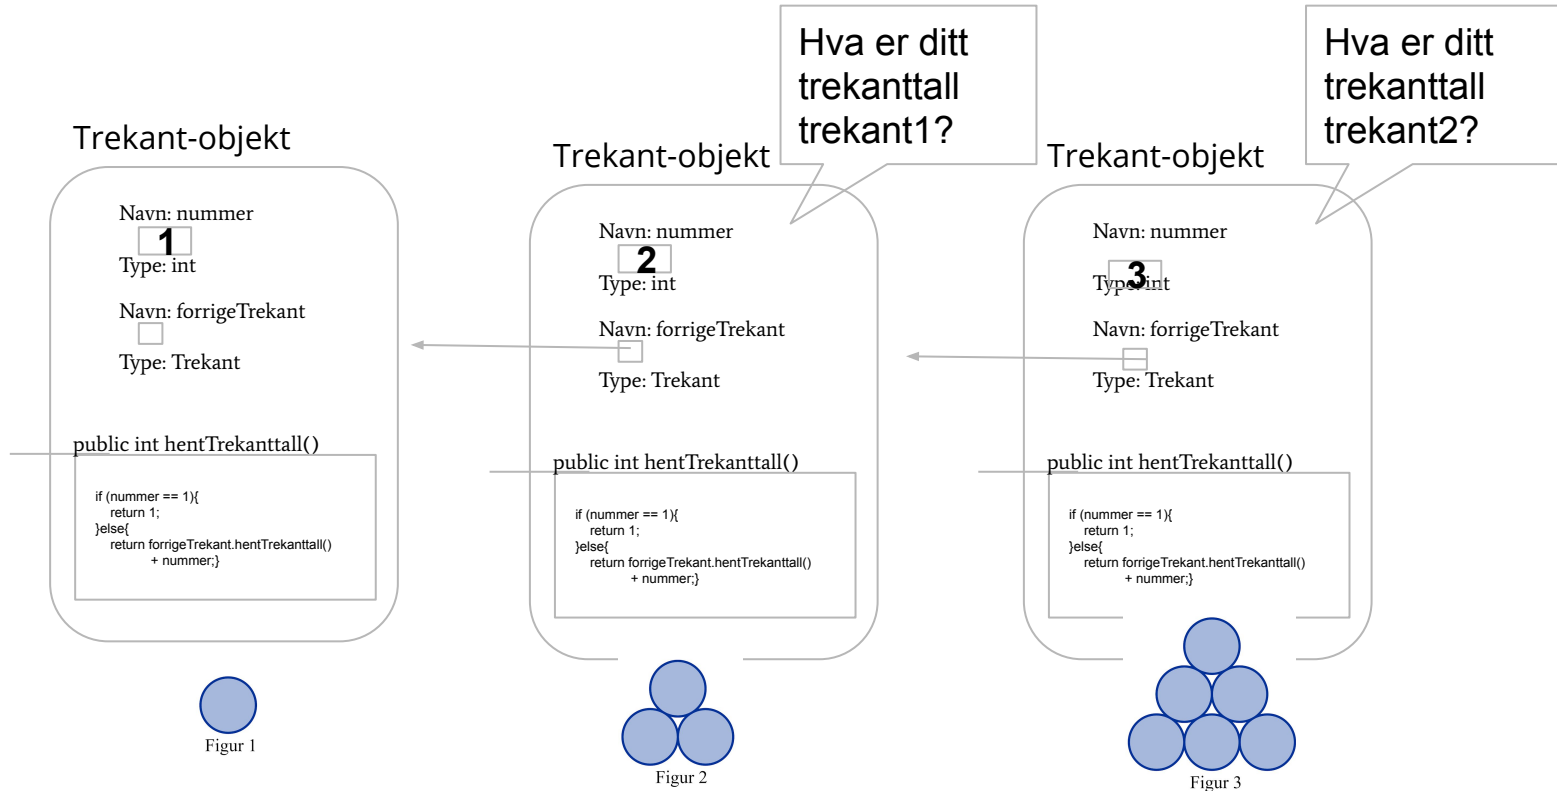 Trekant-objekt
Navn: nummer
1
Type: int
Navn: forrigeTrekant
Type: Trekant
public int hentTrekanttall()
if (nummer == 1){
return 1;
}else{
return forrigeTrekant.hentTrekanttall()
+ nummer;}
Figur 1
Hva er ditt
trekanttall
trekant1?
Trekant-objekt
Navn: nummer
2
Type: int
Navn: forrigeTrekant
Type: Trekant
public int hentTrekanttall()
if (nummer == 1){
return 1;
}else{
return forrigeTrekant.hentTrekanttall()
+ nummer;}
Figur 2
Hva er ditt
trekanttall
trekant2?
Trekant-objekt
Navn: nummer
3
Type: int
Navn: forrigeTrekant
Type: Trekant
public int hentTrekanttall()
if (nummer == 1){
return 1;
}else{
return forrigeTrekant.hentTrekanttall()
+ nummer;}
Figur 3